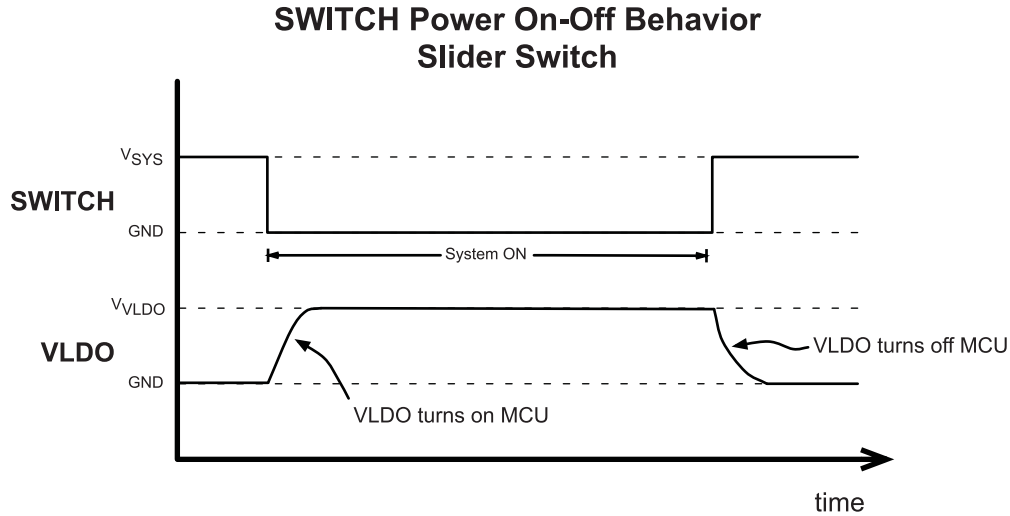 SWITCH Power On-Off Behavior
Slider Switch
VSYS
SWITCH
GND
System ON
VVLDO
VLDO
VLDO turns off MCU
GND
VLDO turns on MCU
time